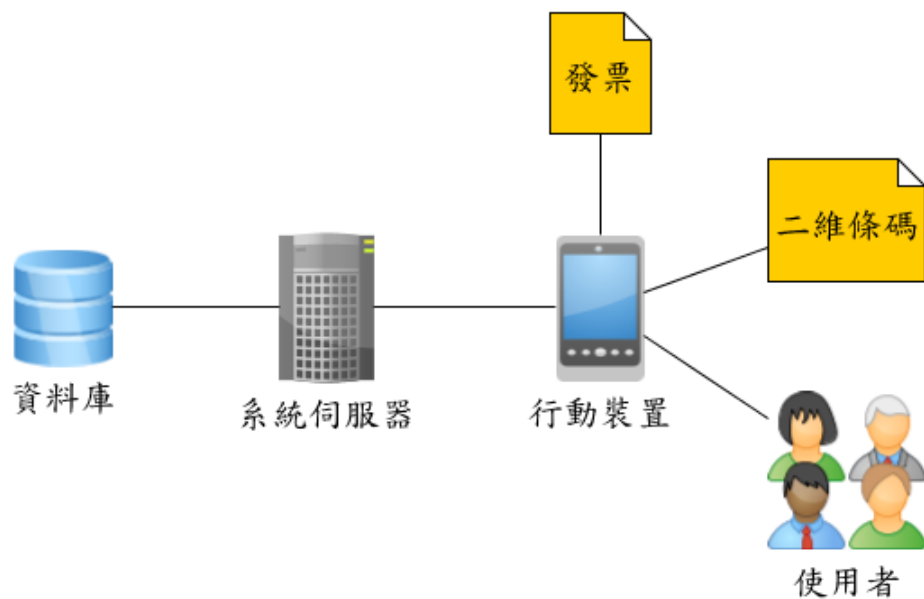 發票
二維條碼
資料庫
系統伺服器
行動裝置
使用者